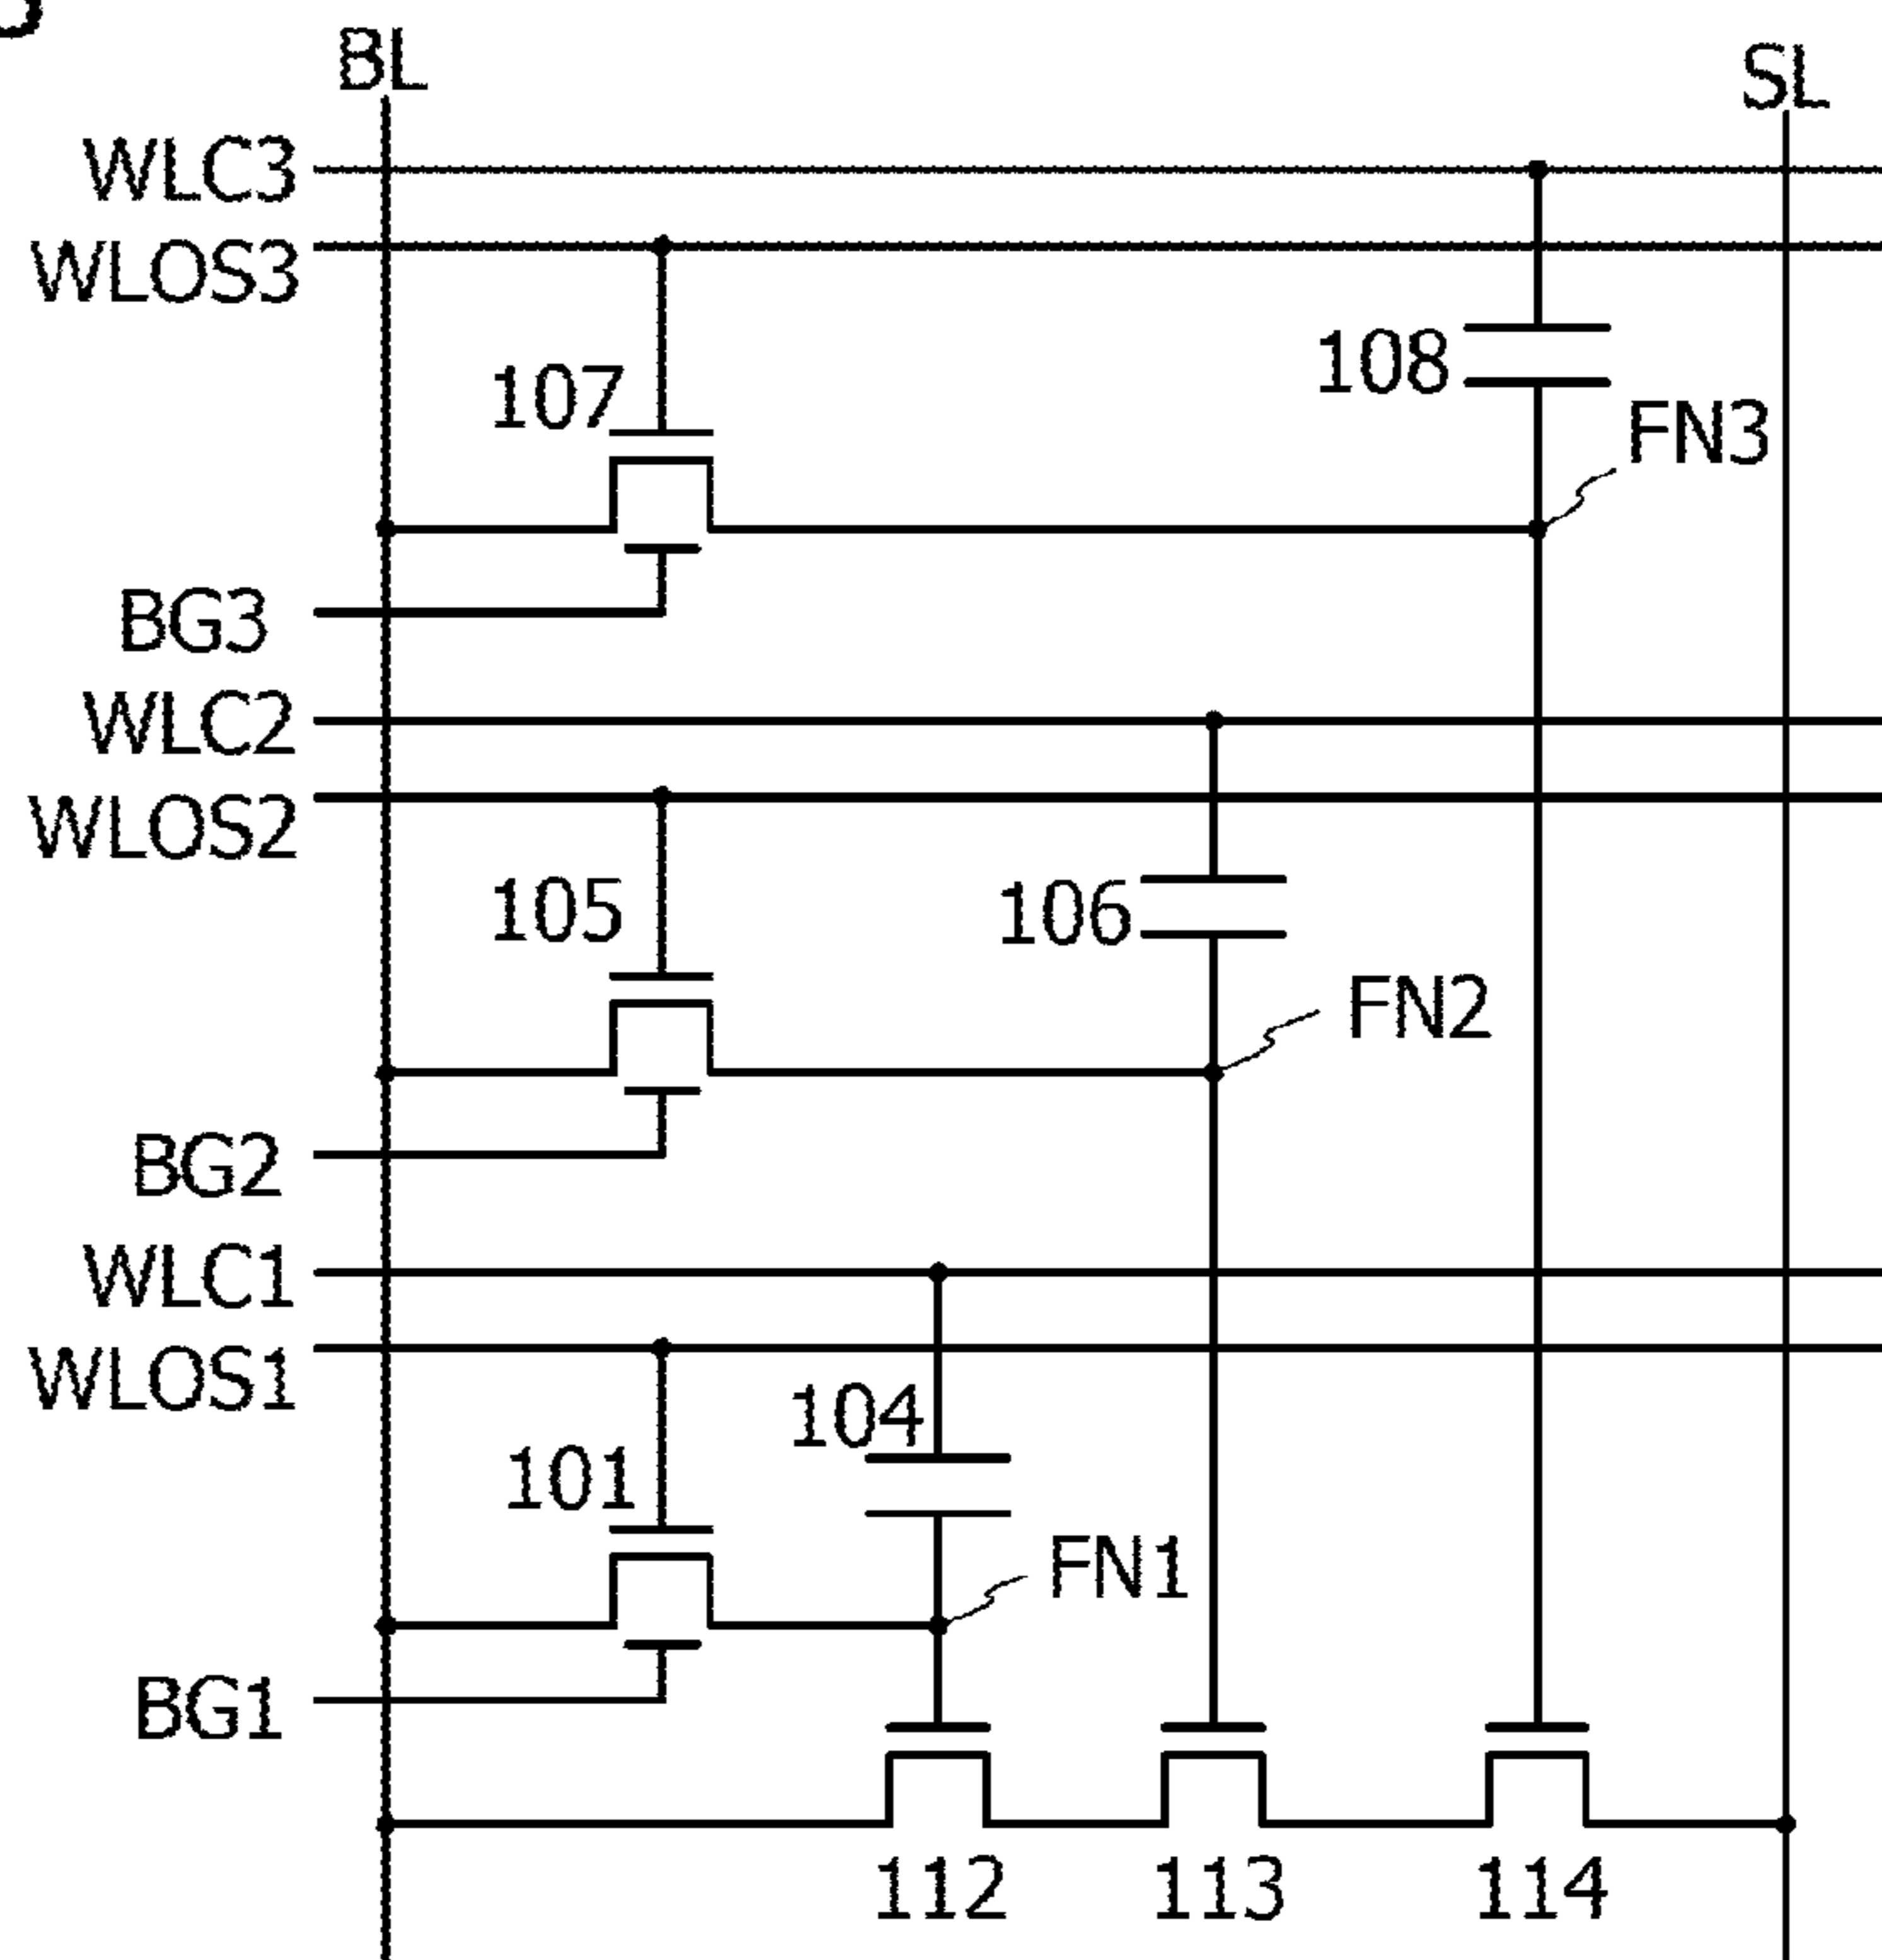 BL
SL
WLC3
WLOS3
107
108
FN3
BG3
WLC2
WLOS2
105
106
FN2
BG2
WLC1
WLOS1
104
101
FN1
BG1
112 113 114